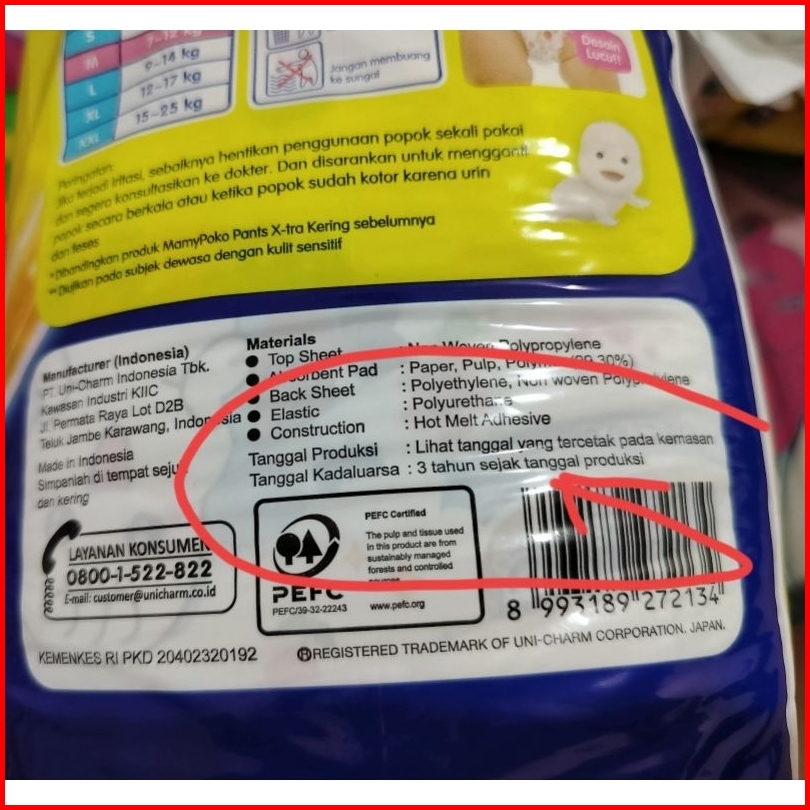 S
M 7-12 kg
L 9-14 kg
XL 12-17 kg
XXL 15-25 kg
Jangan membuang
ke sungai
Desain
Lucu!!
Peringatan:
Jika terjadi iritasi, sebaiknya hentikan penggunaan popok sekali pakai
dan segera konsultasikan ke dokter. Dan disarankan untuk mengganti
popok secara berkala atau ketika popok sudah kotor karena urin
dan feses
*Dibandingkan produk MamyPoko Pants X-tra Kering sebelumnya
**Diujikan pada subjek dewasa dengan kulit sensitif
Manufacturer (Indonesia)
PT. Uni-Charm Indonesia Tbk.
Kawasan Industri KIIC
Jl. Permata Raya Lot D2B
Teluk Jambe Karawang, Indonesia
Made in Indonesia
Simpanlah di tempat sejuk
dan kering
Materials
● Top Sheet : Non Woven Polypropylene
● Absorbent Pad : Paper, Pulp,
● Back Sheet : Polyethylene, Non woven Polypropylene
● Elastic : Polyurethane
● Construction : Hot Melt Adhesive
Tanggal Produksi : Lihat tanggal yang tercetak pada kemasan
Tanggal Kadaluarsa : 3 tahun sejak tanggal produksi
LAYANAN KONSUMEN
0800-1-522-822
E-mail: customer@unicharm.co.id
PEFC Certified
The pulp and tissue used
in this product are from
sustainably managed
forests and controlled
sources
www.pefc.org
PEFC
PEFC/39-32-22243
8 993189 272134
KEMENKES RI PKD 20402320192
®REGISTERED TRADEMARK OF UNI-CHARM CORPORATION. JAPAN.